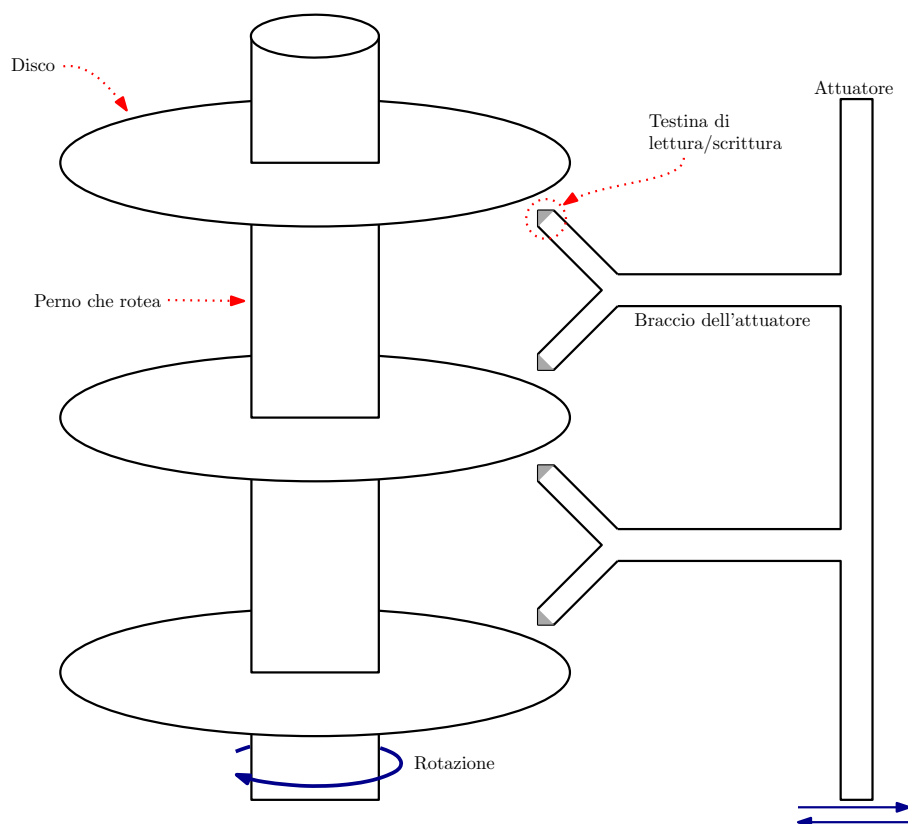 Disco
Attuatore
Testina di
lettura/scrittura
Perno che rotea
Braccio dell'attuatore
Rotazione